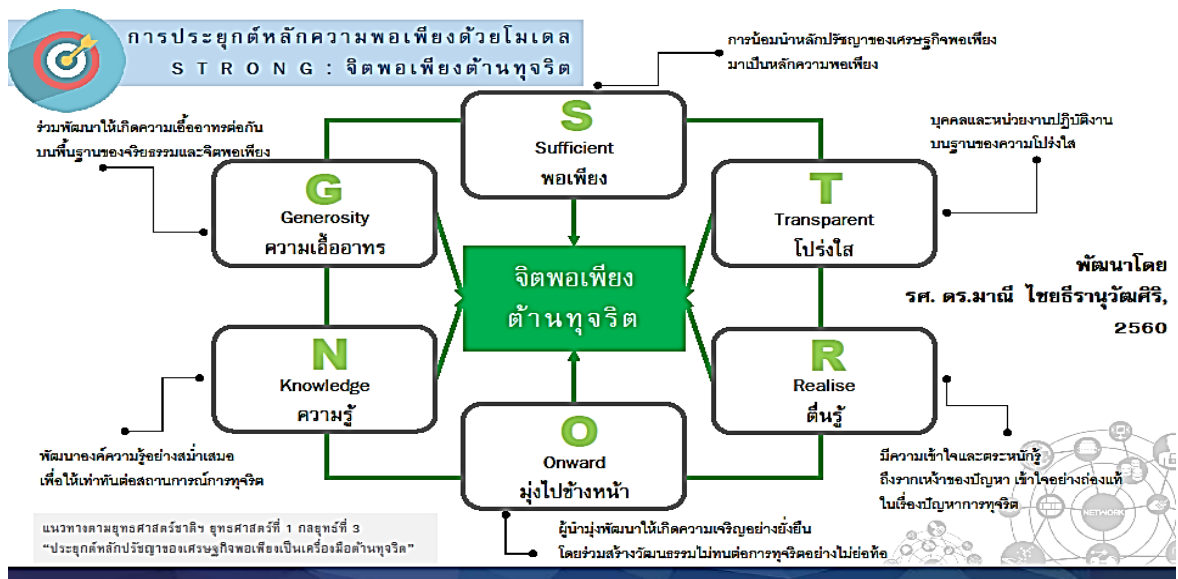 การประยุกต์หลักความพอเพียงด้วยโมเดล
STRONG : จิตพอเพียงต้านทุจริต
การน้อมนำหลักปรัชญาของเศรษฐกิจพอเพียง
มาเป็นหลักความพอเพียง
S
Sufficient
พอเพียง
บุคคลและหน่วยงานปฏิบัติงาน
บนฐานของความโปร่งใส
T
Transparent
โปร่งใส
พัฒนาโดย
รศ. ดร.มาณี ไชยธีรานุวัฒศิริ,
2560
R
Realise
ตื่นรู้
มีความเข้าใจและตระหนักรู้
ถึงรากเหง้าของปัญหา เข้าใจอย่างถ่องแท้
ในเรื่องปัญหาการทุจริต
O
Onward
มุ่งไปข้างหน้า
ผู้นำมุ่งพัฒนาให้เกิดความเจริญอย่างยั่งยืน
โดยร่วมสร้างวัฒนธรรมไม่ทนต่อการทุจริตอย่างไม่ย่อท้อ
N
Knowledge
ความรู้
พัฒนาองค์ความรู้อย่างสม่ำเสมอ
เพื่อให้เท่าทันต่อสถานการณ์การทุจริต
G
Generosity
ความเอื้ออาทร
ร่วมพัฒนาให้เกิดความเอื้ออาทรต่อกัน
บนพื้นฐานของจริยธรรมและจิตพอเพียง
จิตพอเพียง
ต้านทุจริต
แนวทางตามยุทธศาสตร์ชาติฯ ยุทธศาสตร์ที่ 1 กลยุทธ์ที่ 3
"ประยุกต์หลักปรัชญาของเศรษฐกิจพอเพียงเป็นเครื่องมือต้านทุจริต"
NETWORK